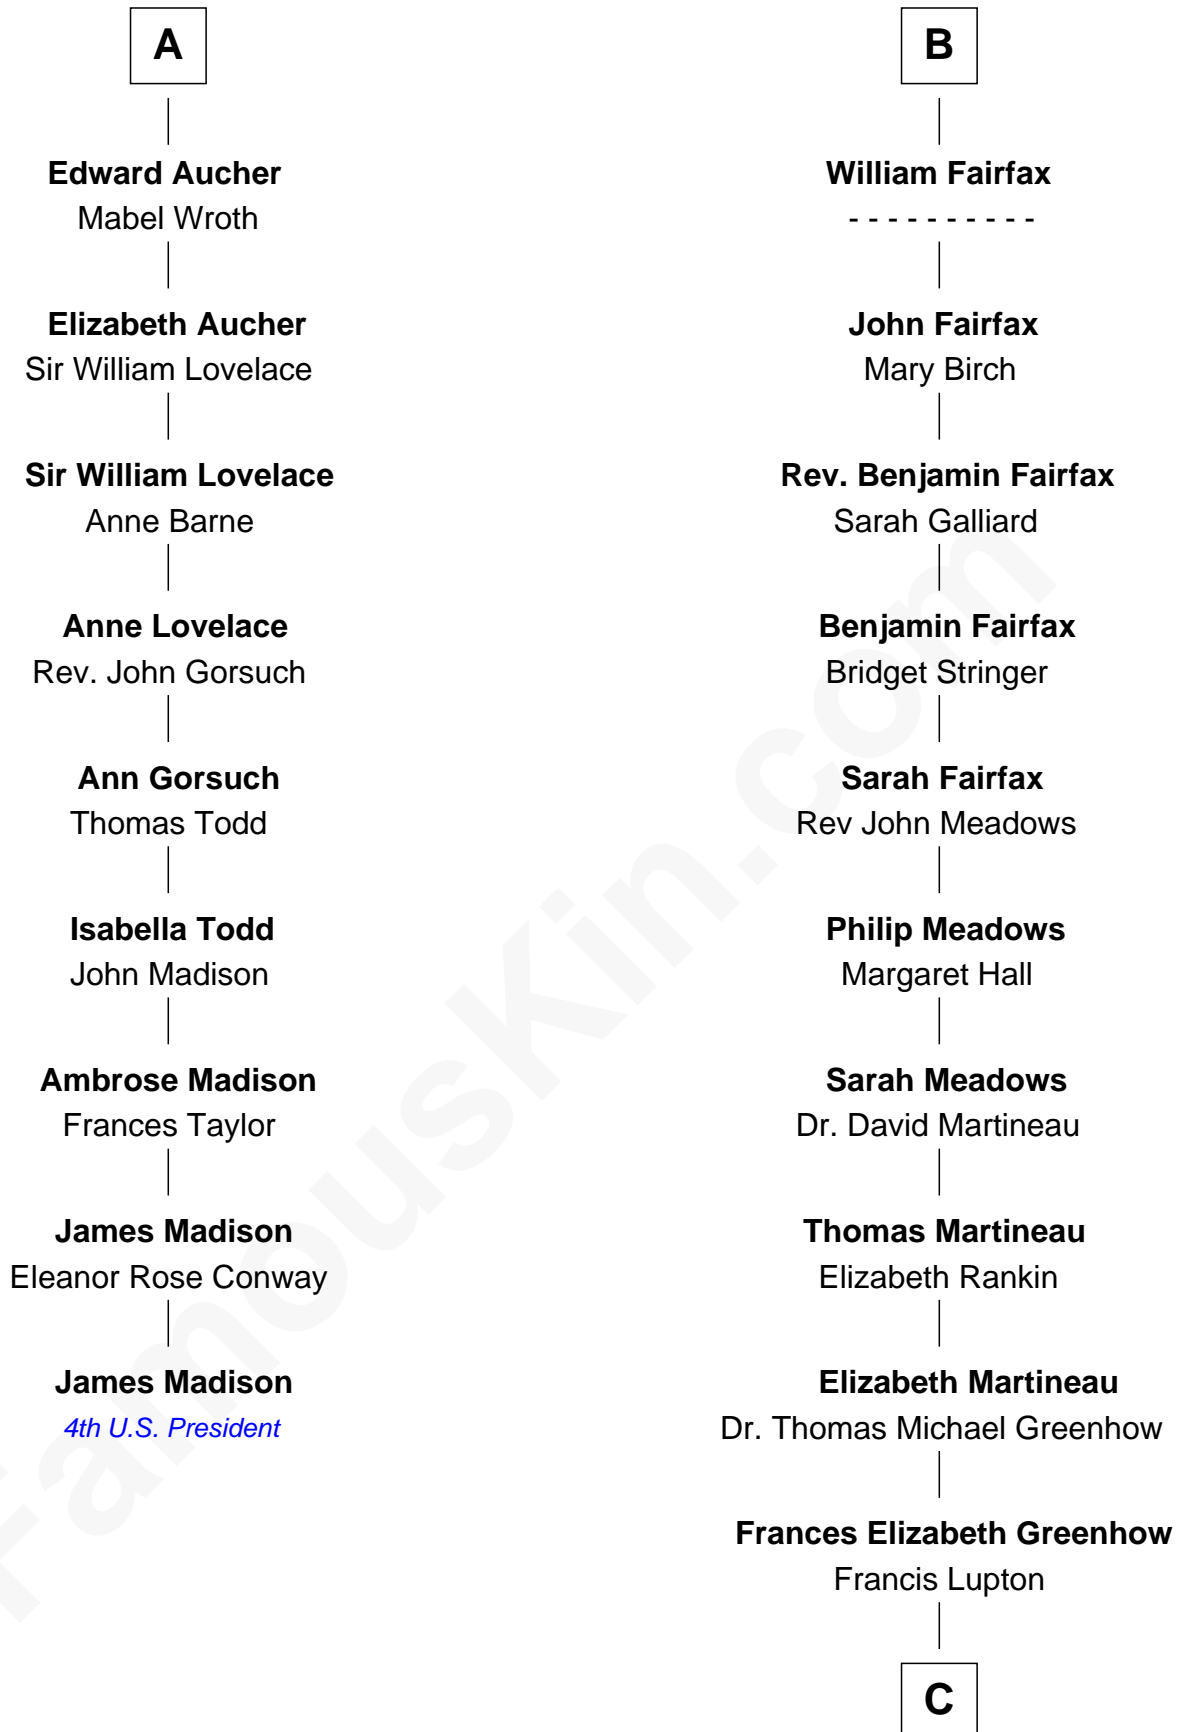 A
Edward Aucher
Mabel Wroth
Elizabeth Aucher
Sir William Lovelace
Sir William Lovelace
Anne Barne
Anne Lovelace
Rev. John Gorsuch
Ann Gorsuch
Thomas Todd
Isabella Todd
John Madison
Ambrose Madison
Frances Taylor
James Madison
Eleanor Rose Conway
James Madison
4th U.S. President
B
William Fairfax
- - - - - - - - - -
John Fairfax
Mary Birch
Rev. Benjamin Fairfax
Sarah Galliard
Benjamin Fairfax
Bridget Stringer
Sarah Fairfax
Rev John Meadows
Philip Meadows
Margaret Hall
Sarah Meadows
Dr. David Martineau
Thomas Martineau
Elizabeth Rankin
Elizabeth Martineau
Dr. Thomas Michael Greenhow
Frances Elizabeth Greenhow
Francis Lupton
C
FamousKin.com